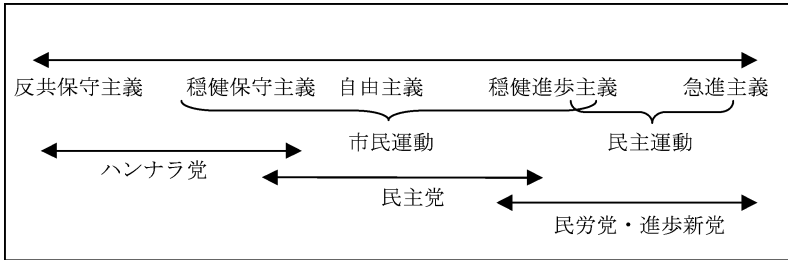 反共保守主義 穏健保守主義 自由主義 穏健進歩主義 急進主義
市民運動 民主運動
ハンナラ党
民主党
民労党・進歩新党